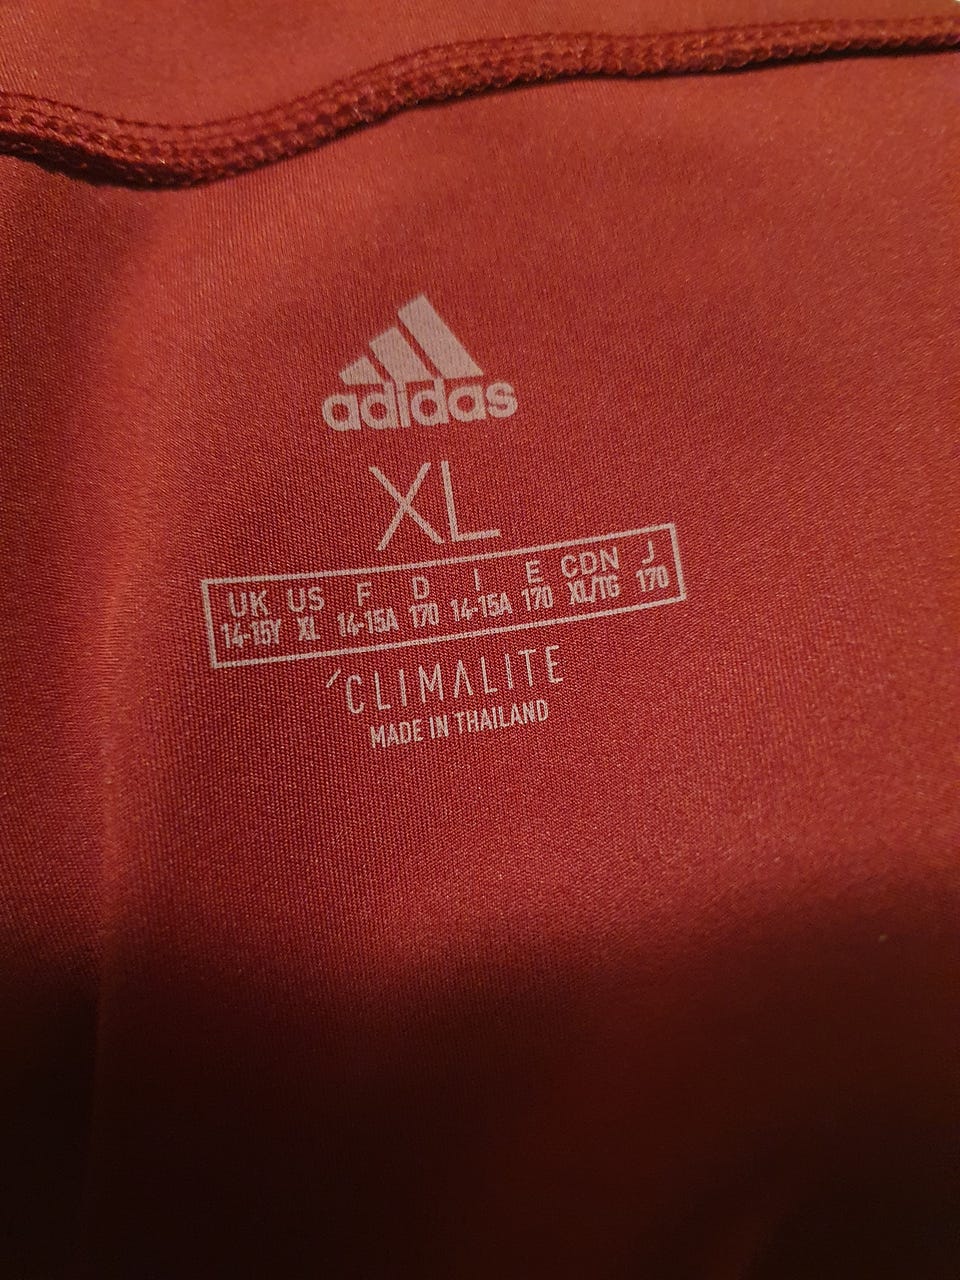 adidas
XL
UK US F D I E CDN J
14-15Y XL 14-15A 170 14-15A 170 XL/TG 170
CLIMALITE
MADE IN THAILAND